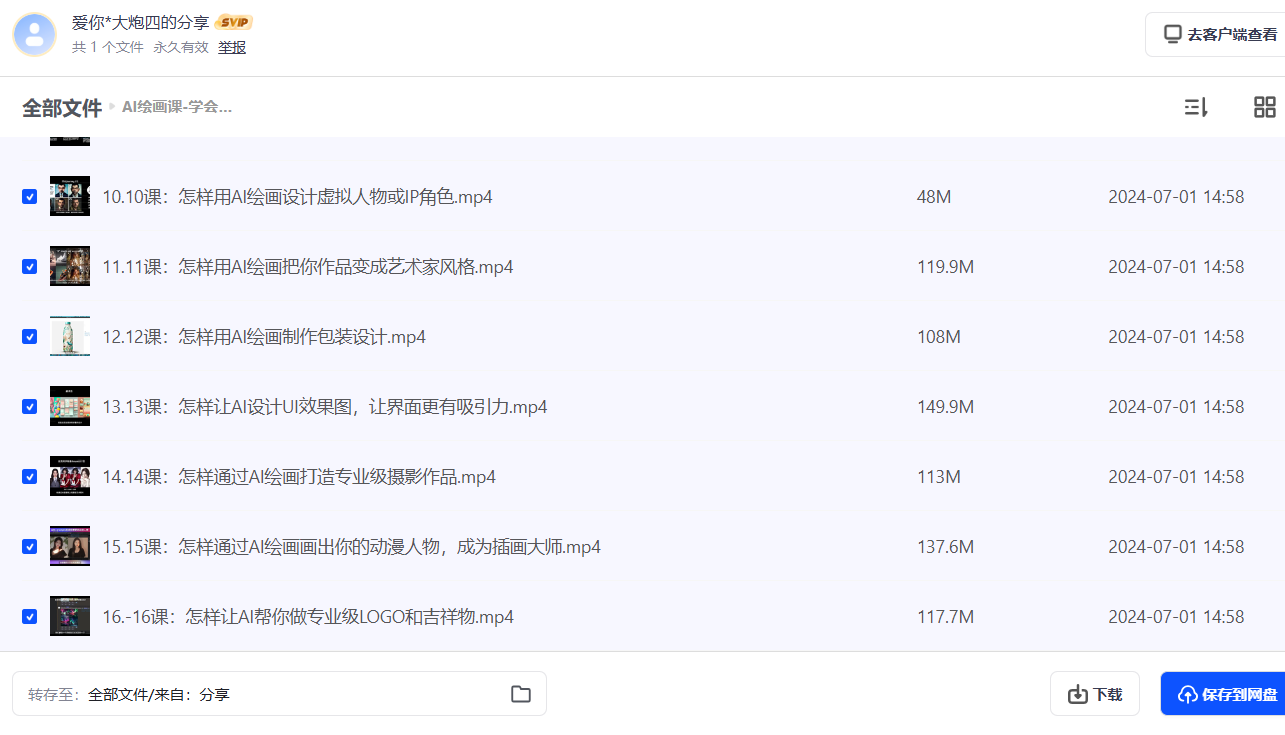 爱你*大炮四的分享 SVIP
共 1 个文件 永久有效 举报
去客户端查看
全部文件 AI绘画课-学会...
10.10课：怎样用AI绘画设计虚拟人物或IP角色.mp4 48M 2024-07-01 14:58
11.11课：怎样用AI绘画把你作品变成艺术家风格.mp4 119.9M 2024-07-01 14:58
12.12课：怎样用AI绘画制作包装设计.mp4 108M 2024-07-01 14:58
13.13课：怎样让AI设计UI效果图，让界面更有吸引力.mp4 149.9M 2024-07-01 14:58
14.14课：怎样通过AI绘画打造专业级摄影作品.mp4 113M 2024-07-01 14:58
15.15课：怎样通过AI绘画画出你的动漫人物，成为插画大师.mp4 137.6M 2024-07-01 14:58
16.-16课：怎样让AI帮你做专业级LOGO和吉祥物.mp4 117.7M 2024-07-01 14:58
转存至：全部文件/来自：分享 下载 保存到网盘